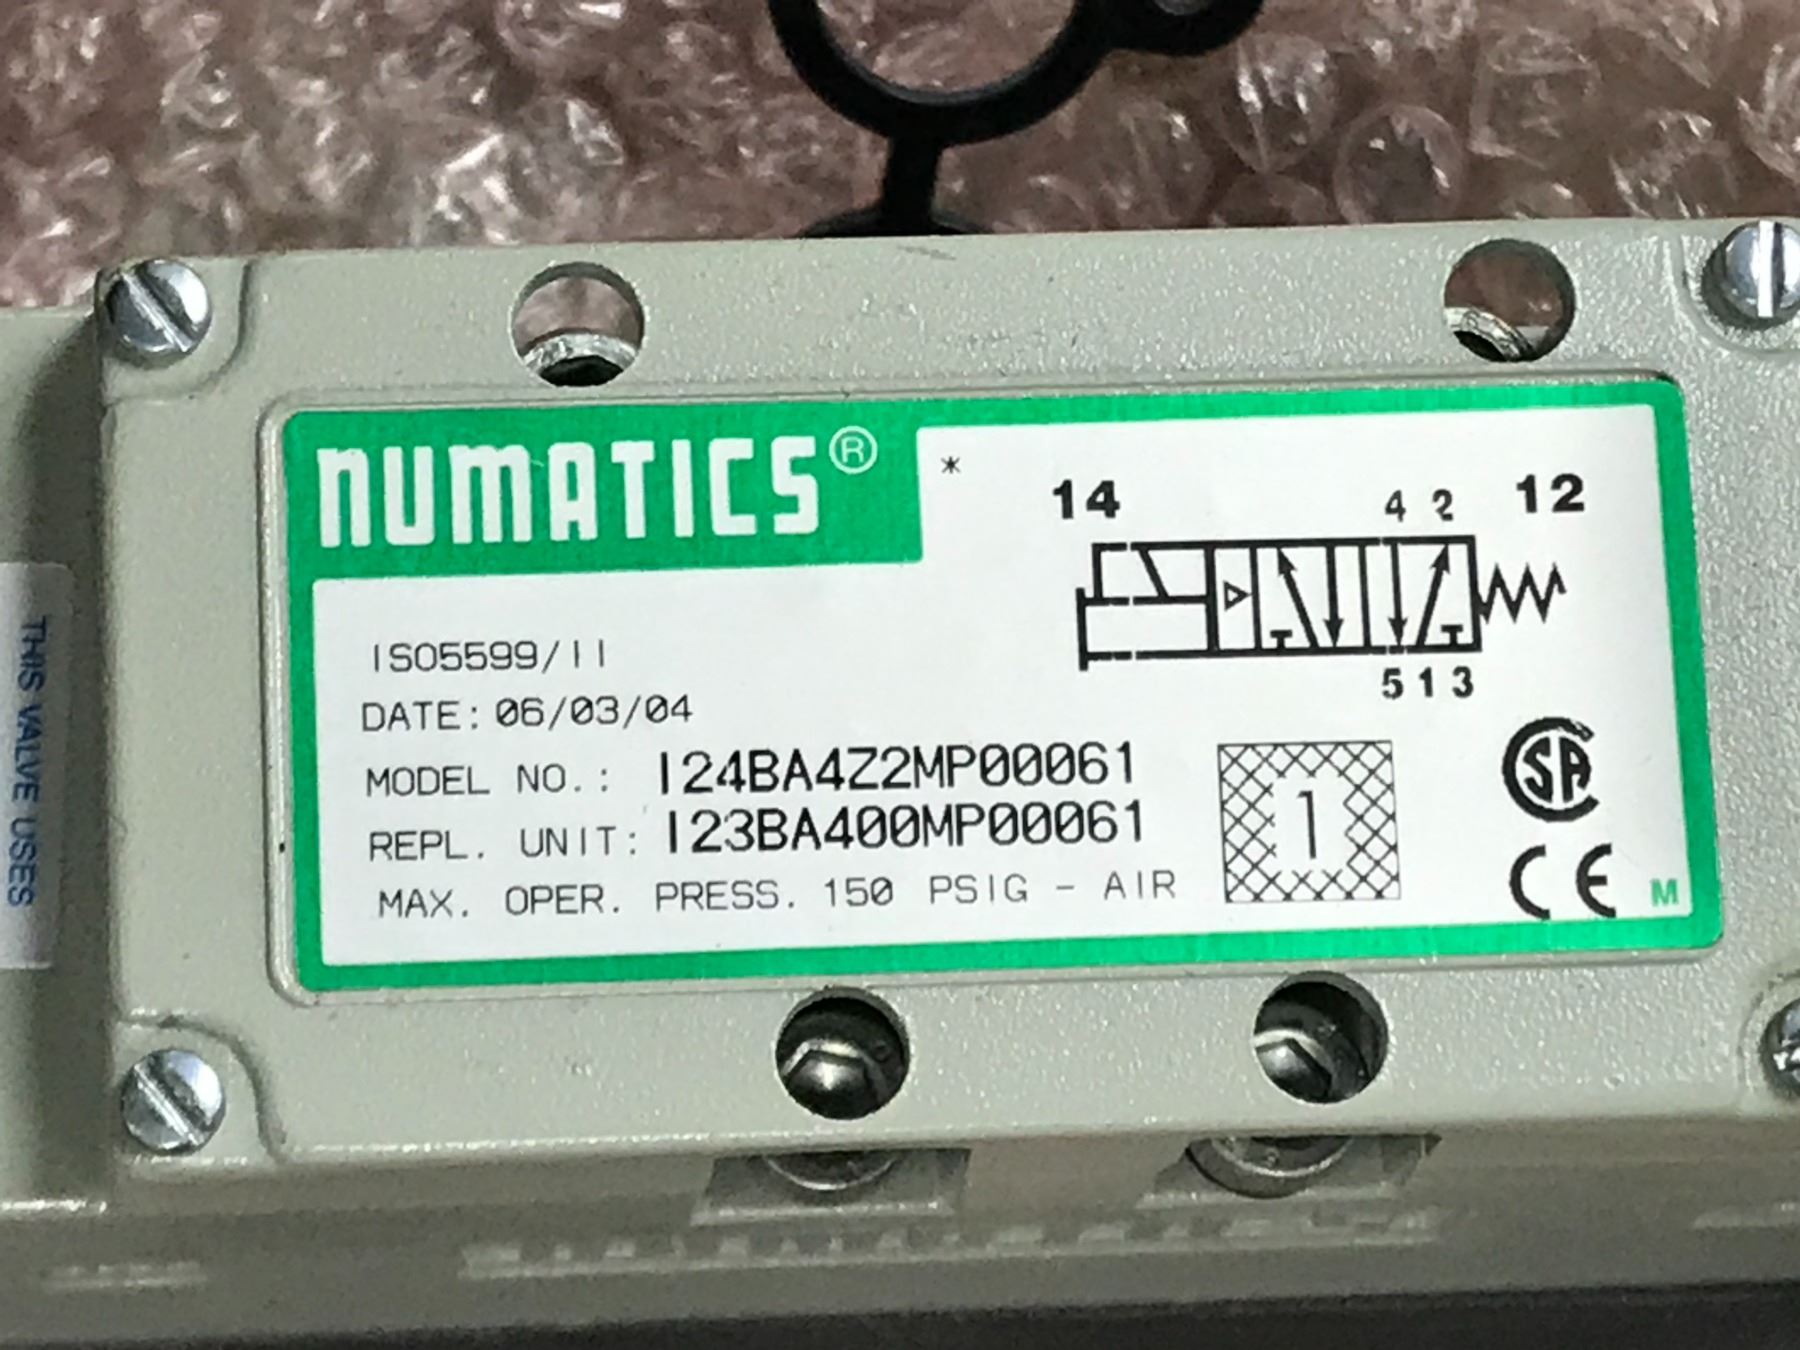 NUMATICS®
*
14 4 2 12
5 1 3
ISO5599/II
DATE: 06/03/04
MODEL NO.: I24BA4Z2MP00061
REPL. UNIT: I23BA400MP00061
MAX. OPER. PRESS. 150 PSIG - AIR
1
SA
CE
M
THIS VALVE USES